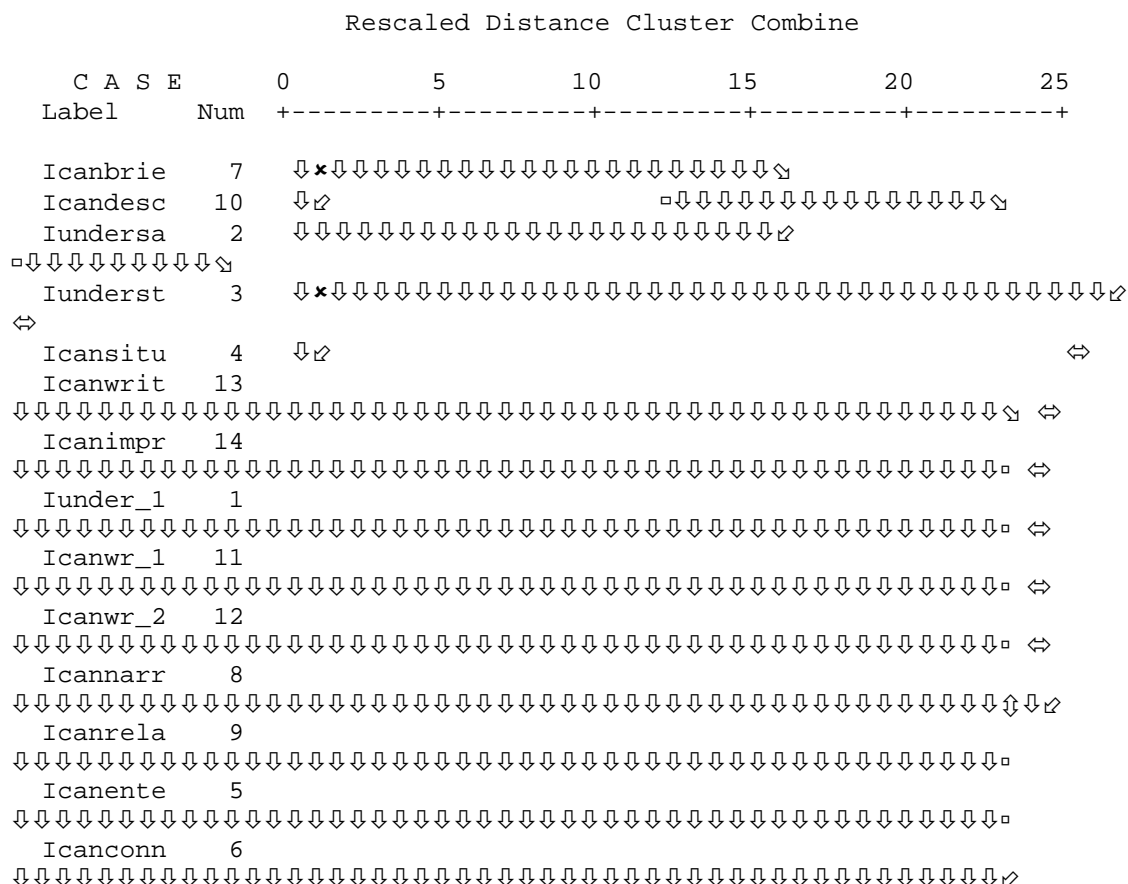 Rescaled Distance Cluster Combine
C A S E 0 5 10 15 20 25
Label Num +---------+---------+---------+---------+---------+
Icanbrie 7
Icandesc 10
Iundersa 2
Iunderst 3
Icansitu 4
Icanwrit 13
Icanimpr 14
Iunder_1 1
Icanwr_1 11
Icanwr_2 12
Icannarr 8
Icanrela 9
Icanente 5
Icanconn 6